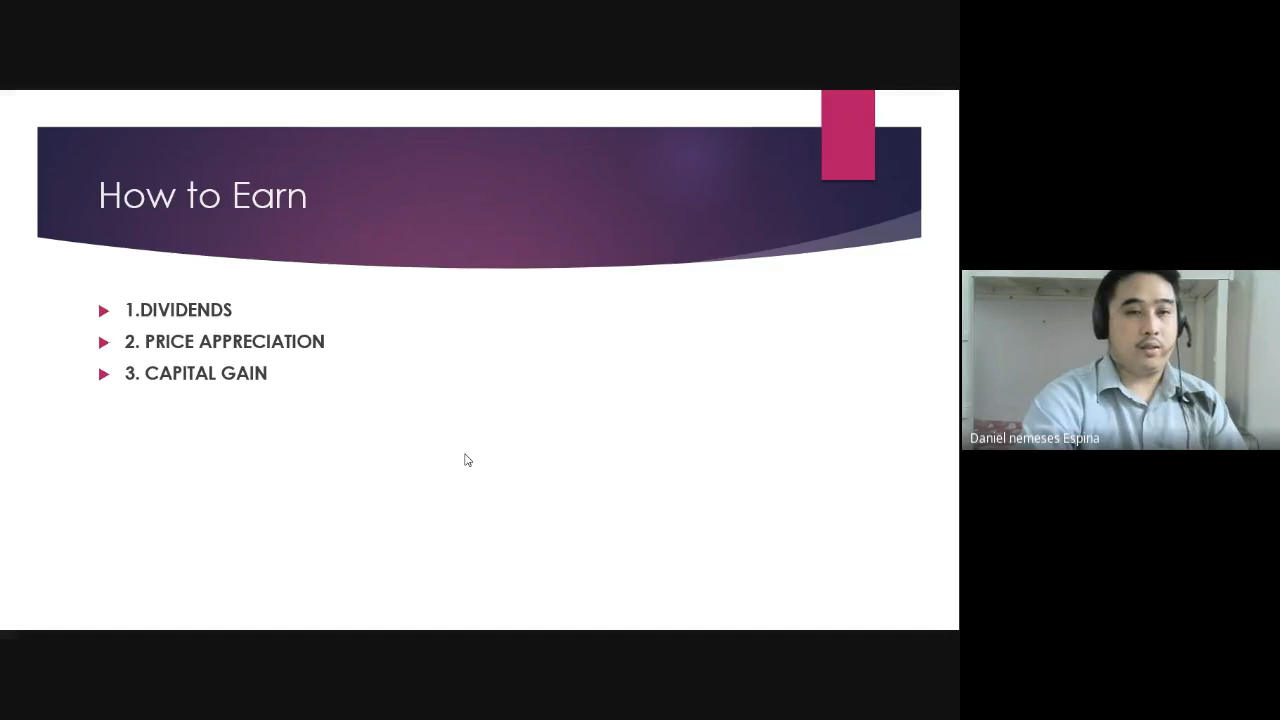 How to Earn
1.DIVIDENDS
2. PRICE APPRECIATION
3. CAPITAL GAIN
Daniel nemeses Espina